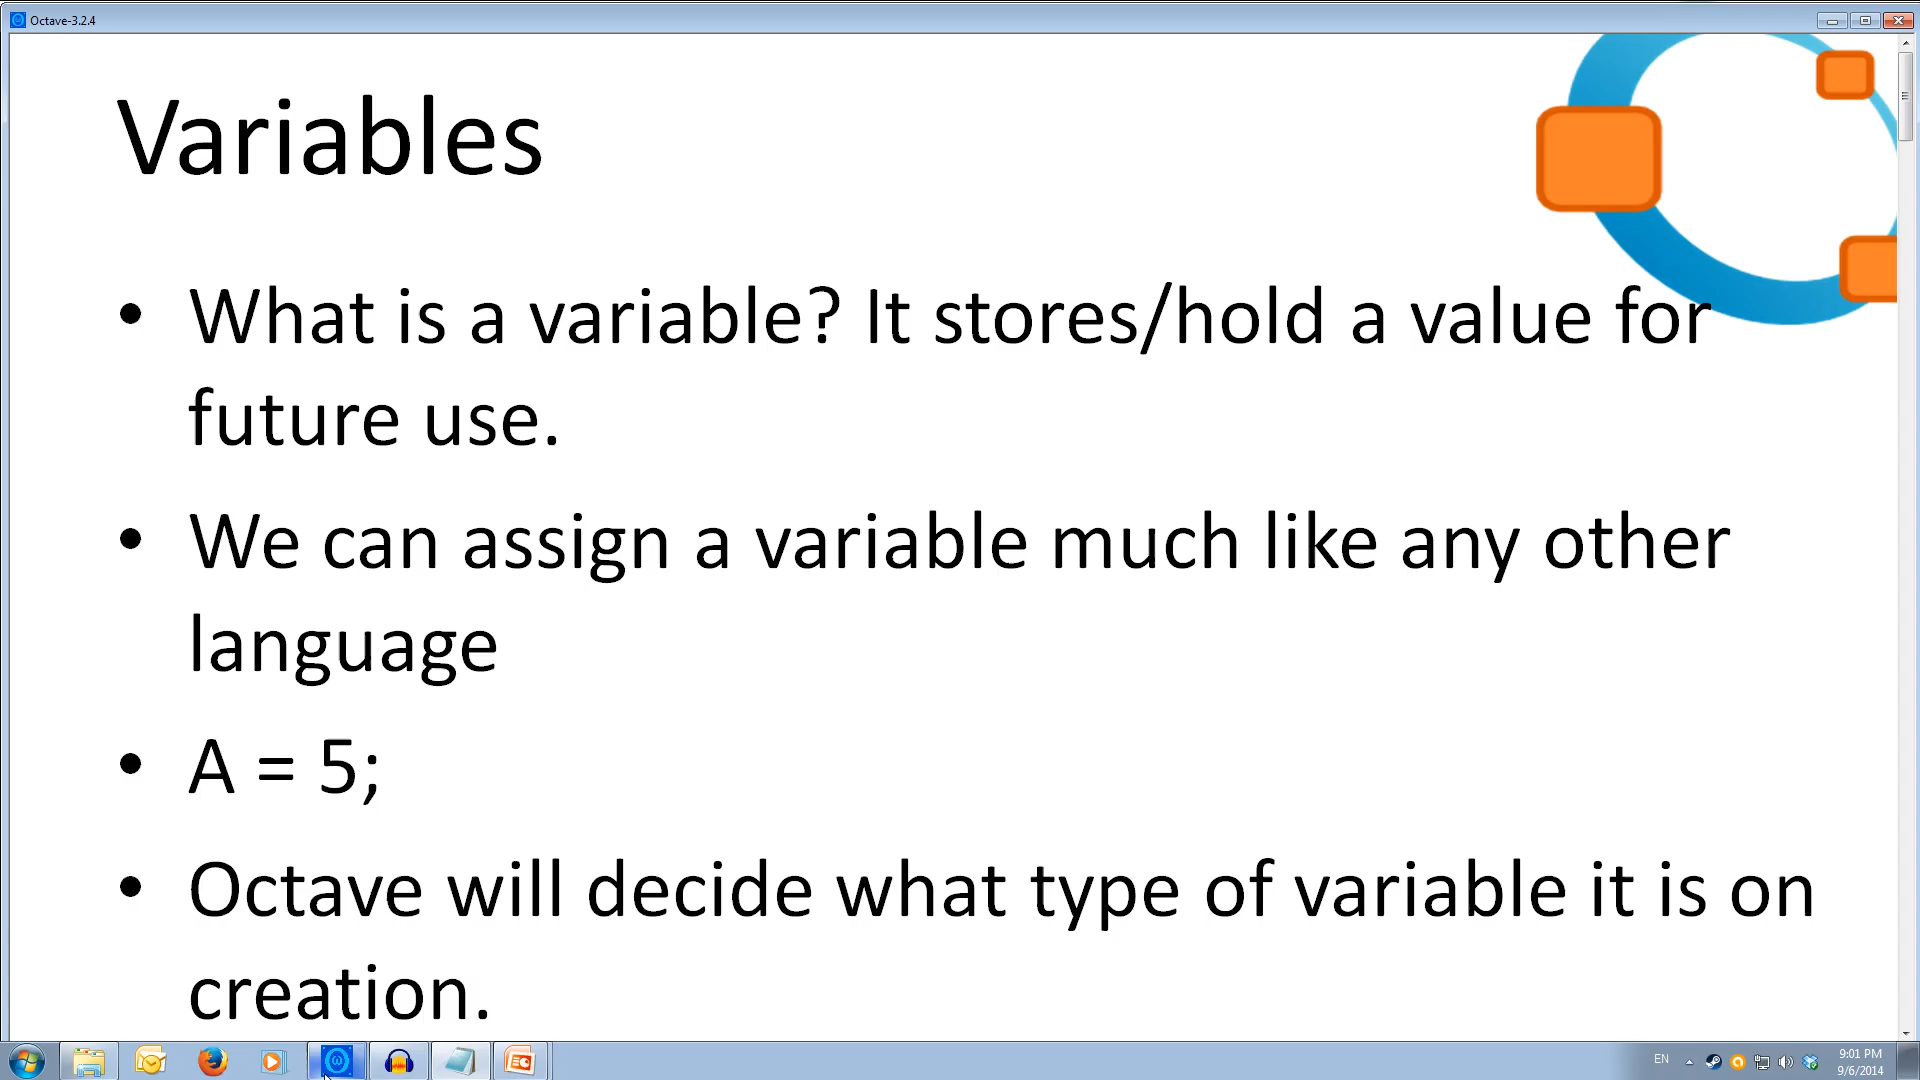 Octave-3.2.4
Variables
• What is a variable? It stores/hold a value for
future use.
• We can assign a variable much like any other
language
• A = 5;
• Octave will decide what type of variable it is on
creation.
EN
9:01 PM
9/6/2014